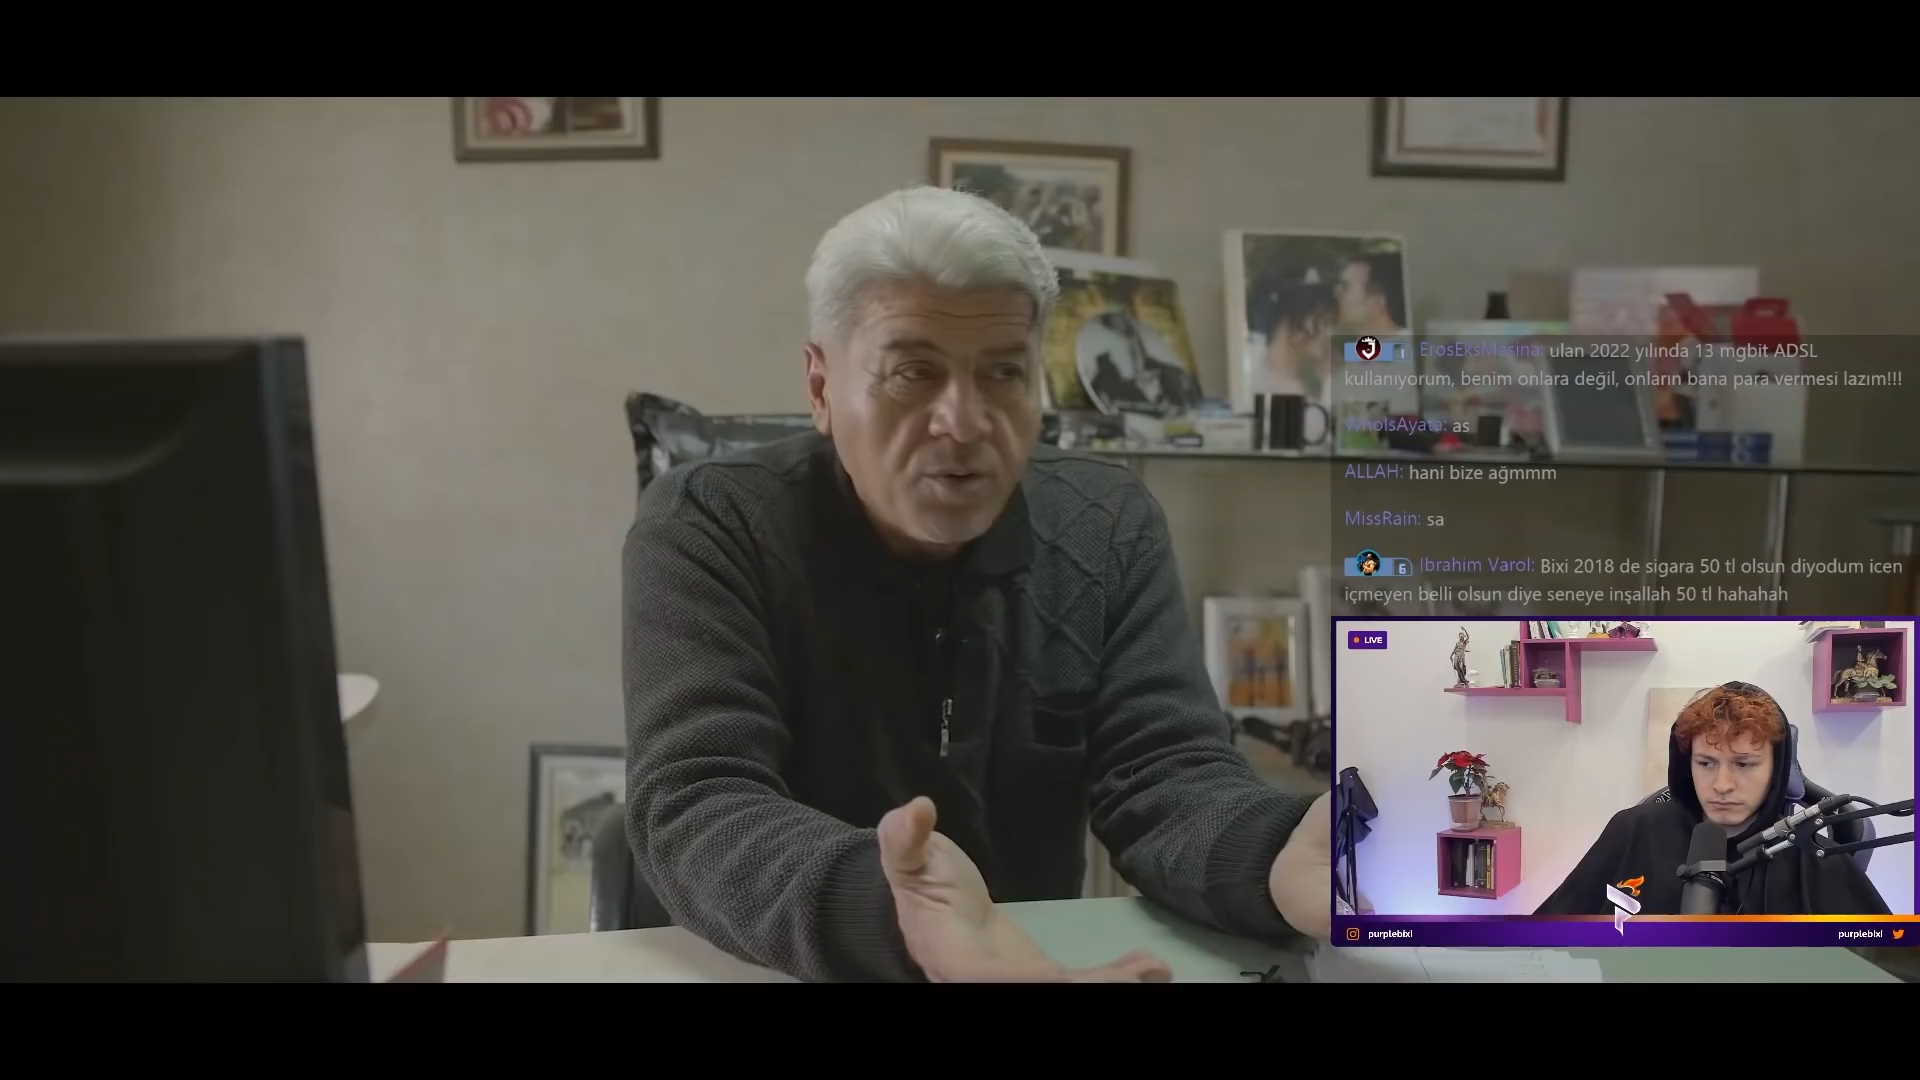 ErosEksMasina: ulan 2022 yılında 13 mgbit ADSL
kullanıyorum, benim onlara değil, onların bana para vermesi lazım!!!
WhoIsAyata: as
ALLAH: hani bize ağmmm
MissRain: sa
6 Ibrahim Varol: Bixi 2018 de sigara 50 tl olsun diyodum icen
içmeyen belli olsun diye seneye inşallah 50 tl hahahah
LIVE
purplebixi
purplebixi